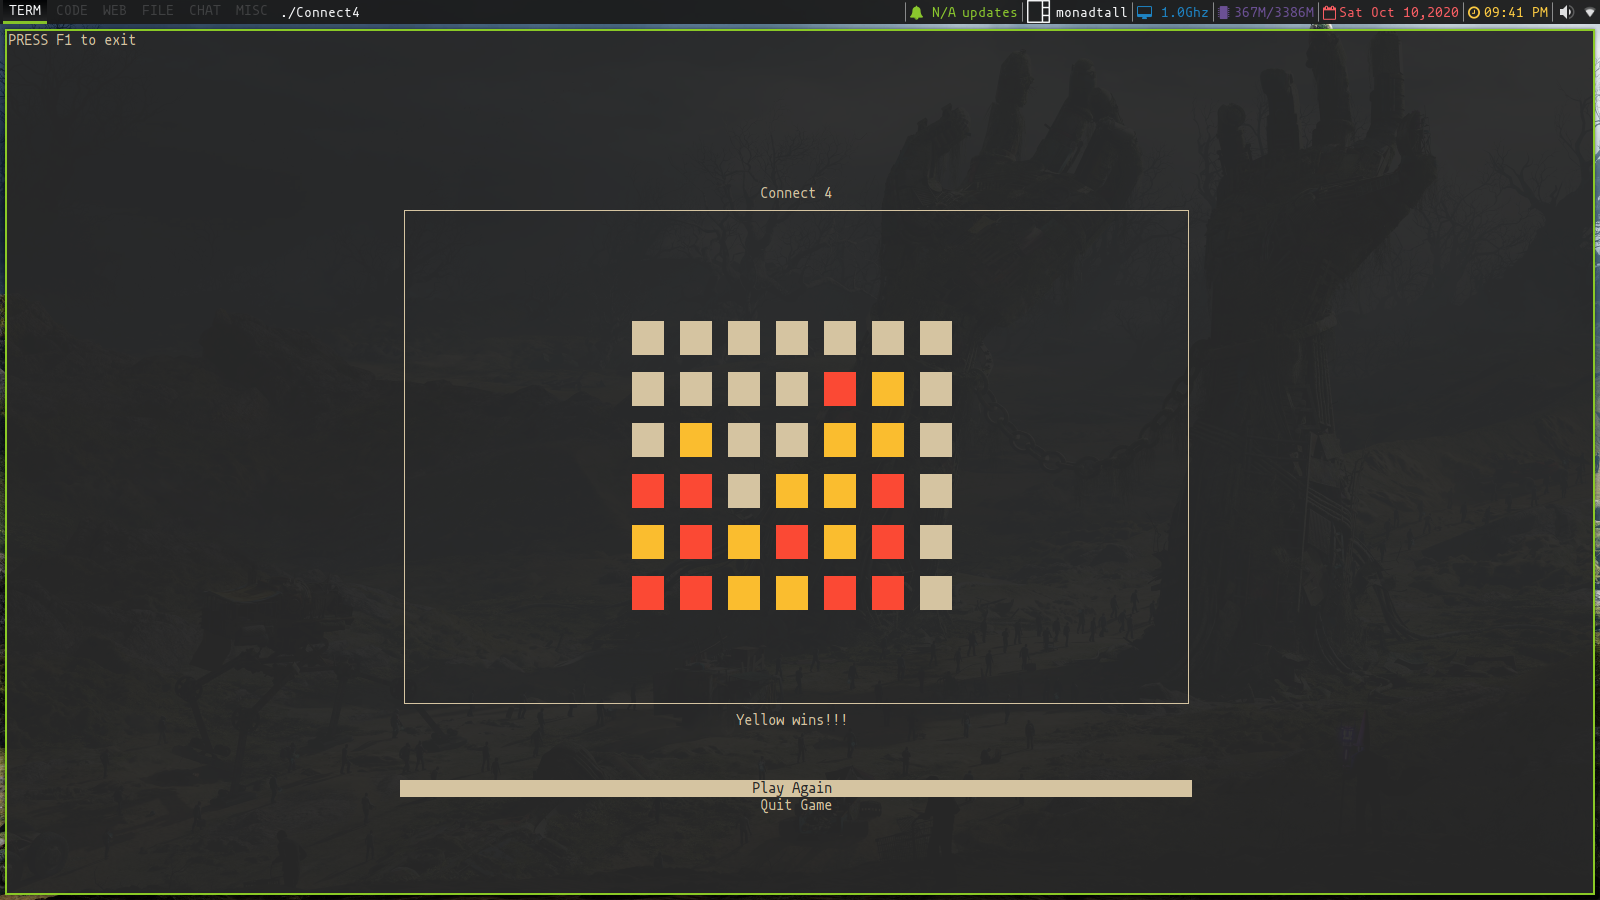 TERM CODE WEB FILE CHAT MISC ./Connect4 N/A updates monadtall 1.0Ghz 367M/3386M Sat Oct 10,2020 09:41 PM
PRESS F1 to exit
Connect 4
Yellow wins!!!
Play Again
Quit Game